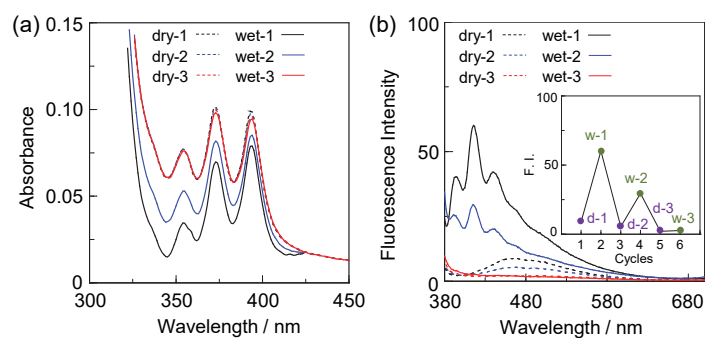 (a)
dry-1 wet-1
dry-2 wet-2
dry-3 wet-3
0.15
0.10
0.05
0.00
Absorbance
300 350 400 450
Wavelength / nm
(b)
dry-1 wet-1
dry-2 wet-2
dry-3 wet-3
100
50
0
Fluorescence Intensity
380 480 580 680
Wavelength / nm
100
50
0
F. I.
w-1
w-2
d-3
d-1
d-2
w-3
1 2 3 4 5 6
Cycles